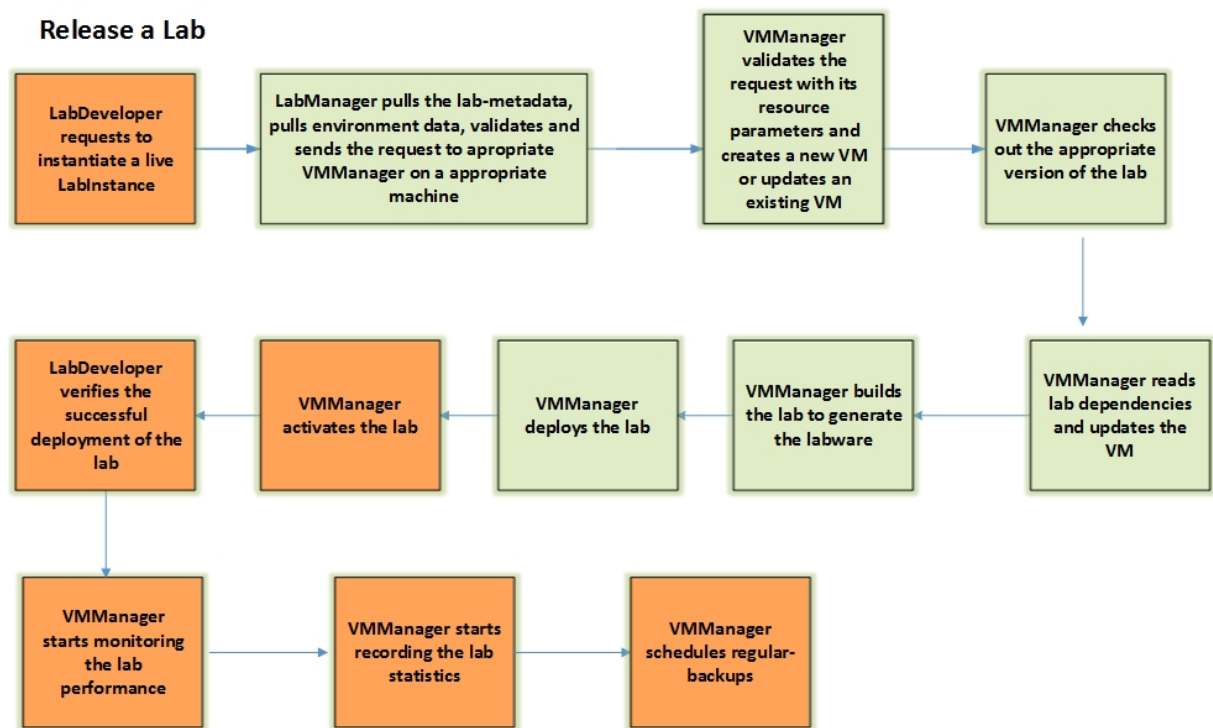 Release a Lab
LabDeveloper
requests to
instantiate a live
LabInstance
LabManager pulls the lab-metadata,
pulls environment data, validates and
sends the request to apropriate
VMManager on a appropriate
machine
VMManager
validates the
request with its
resource
parameters and
creates a new VM
or updates an
existing VM
VMManager checks
out the appropriate
version of the lab
VMManager reads
lab dependencies
and updates the
VM
VMManager builds
the lab to generate
the labware
VMManager
deploys the lab
VMManager
activates the lab
LabDeveloper
verifies the
successful
deployment of the
lab
VMManager
starts monitoring
the lab
performance
VMManager starts
recording the lab
statistics
VMManager
schedules regular-
backups